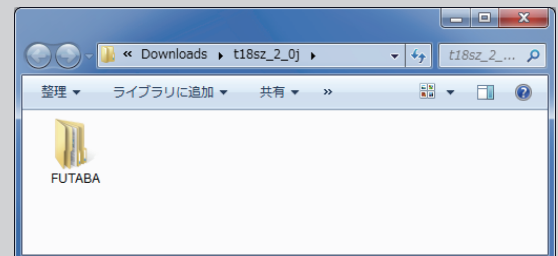 « Downloads ▸ t18sz_2_0j ▸
t18sz_2_...
整理 ▼ ライブラリに追加 ▼ 共有 ▼ »
FUTABA